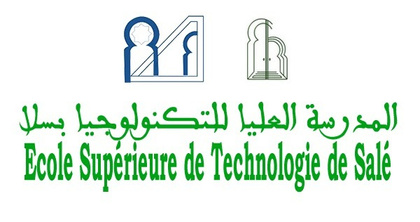 المدرسة العليا للتكنولوجيا بسلا
Ecole Supérieure de Technologie de Salé